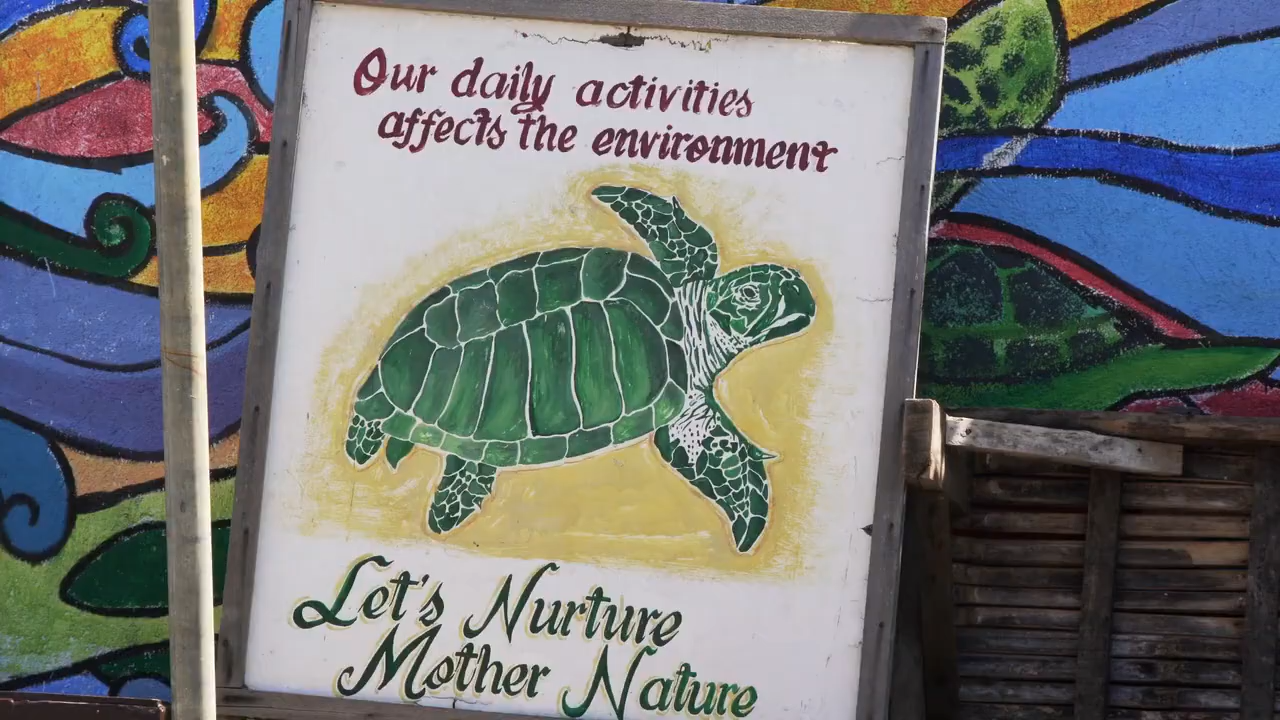 Our daily activities
affects the environment
Let's Nurture
Mother Nature